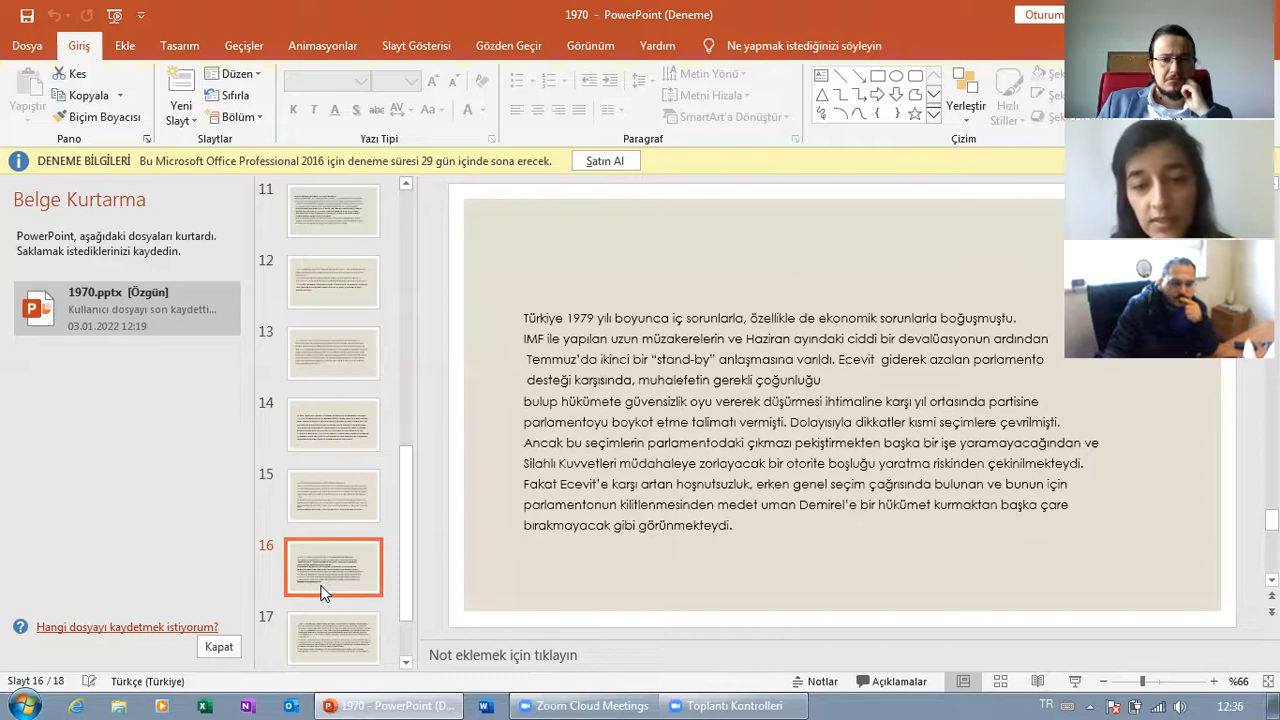 1970 - PowerPoint (Deneme)
Oturum
Dosya Giriş Ekle Tasarım Geçişler Animasyonlar Slayt Gösterisi Gözden Geçir Görünüm Yardım Ne yapmak istediğinizi söyleyin
Yapıştır
Kes
Kopyala
Biçim Boyacısı
Pano
Yeni
Slayt
Düzen
Sıfırla
Bölüm
Slaytlar
K T A S abc AV Aa A
Yazı Tipi
Metin Yönü
Metni Hizala
SmartArt'a Dönüştür
Paragraf
Yerleştir
Hızlı
Stiller
Çizim
DENEME BİLGİLERİ Bu Microsoft Office Professional 2016 için deneme süresi 29 gün içinde sona erecek. Satın Al
Belge Kurtarma
PowerPoint, aşağıdaki dosyaları kurtardı.
Saklamak istediklerinizi kaydedin.
1970.pptx [Özgün]
Kullanıcı dosyayı son kaydetti...
03.01.2022 12:19
Hangi dosyayı kaydetmek istiyorum?
Kapat
11
12
13
14
15
16
17
Türkiye 1979 yılı boyunca iç sorunlarla, özellikle de ekonomik sorunlarla boğuşmuştu.
IMF ile yapılan uzun müzakerelerin ve Haziran ayındaki ciddi bir devalüasyonun ardından
Temmuz'da ikinci bir “stand-by” anlaşmasına varıldı. Ecevit giderek azalan parlamento
desteği karşısında, muhalefetin gerekli çoğunluğu
bulup hükümete güvensizlik oyu vererek düşürmesi ihtimaline karşı yıl ortasında partisine
parlamentoyu boykot etme talimatı vermişti. Dolayısıyla dikkatler kısmi seçimlere çevrilmişti.
Ancak bu seçimlerin parlamentodaki çıkmazı pekiştirmekten başka bir işe yaramayacağından ve
Silahlı Kuvvetleri müdahaleye zorlayacak bir otorite boşluğu yaratma riskinden çekinilmekteydi.
Fakat Ecevit'e karşı artan hoşnutsuzluk erken genel seçim çağrısında bulunan ve bunun için
parlamentonun kilitlenmesinden medet uman Demirel'e bir hükümet kurmaktan başka çare
bırakmayacak gibi görünmekteydi.
Not eklemek için tıklayın
Slayt 16 / 18 Türkçe (Türkiye) Notlar Açıklamalar %66
1970 - PowerPoint (D... Zoom Cloud Meetings Toplantı Kontrolleri TR 12:36